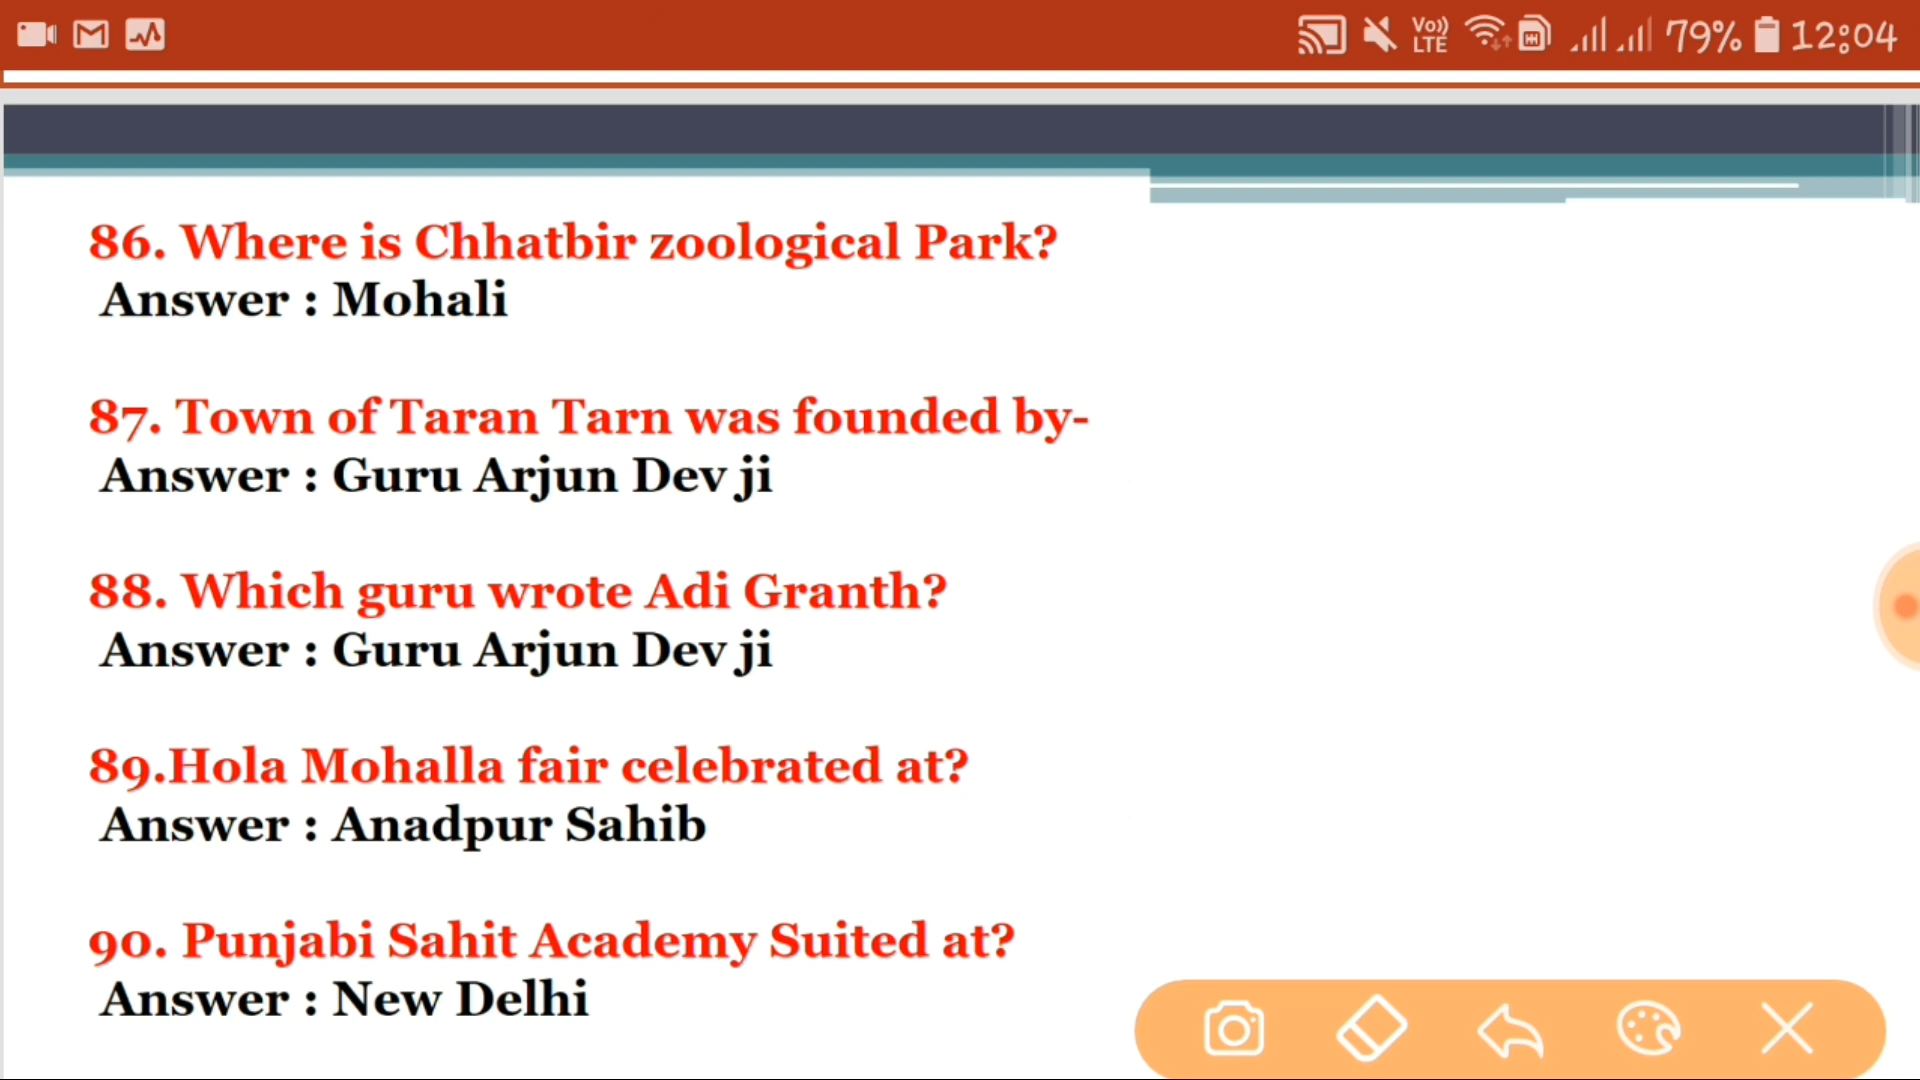 Vo)) LTE 79% 12:04
86. Where is Chhatbir zoological Park?
Answer : Mohali
87. Town of Taran Tarn was founded by-
Answer : Guru Arjun Dev ji
88. Which guru wrote Adi Granth?
Answer : Guru Arjun Dev ji
89.Hola Mohalla fair celebrated at?
Answer : Anadpur Sahib
90. Punjabi Sahit Academy Suited at?
Answer : New Delhi